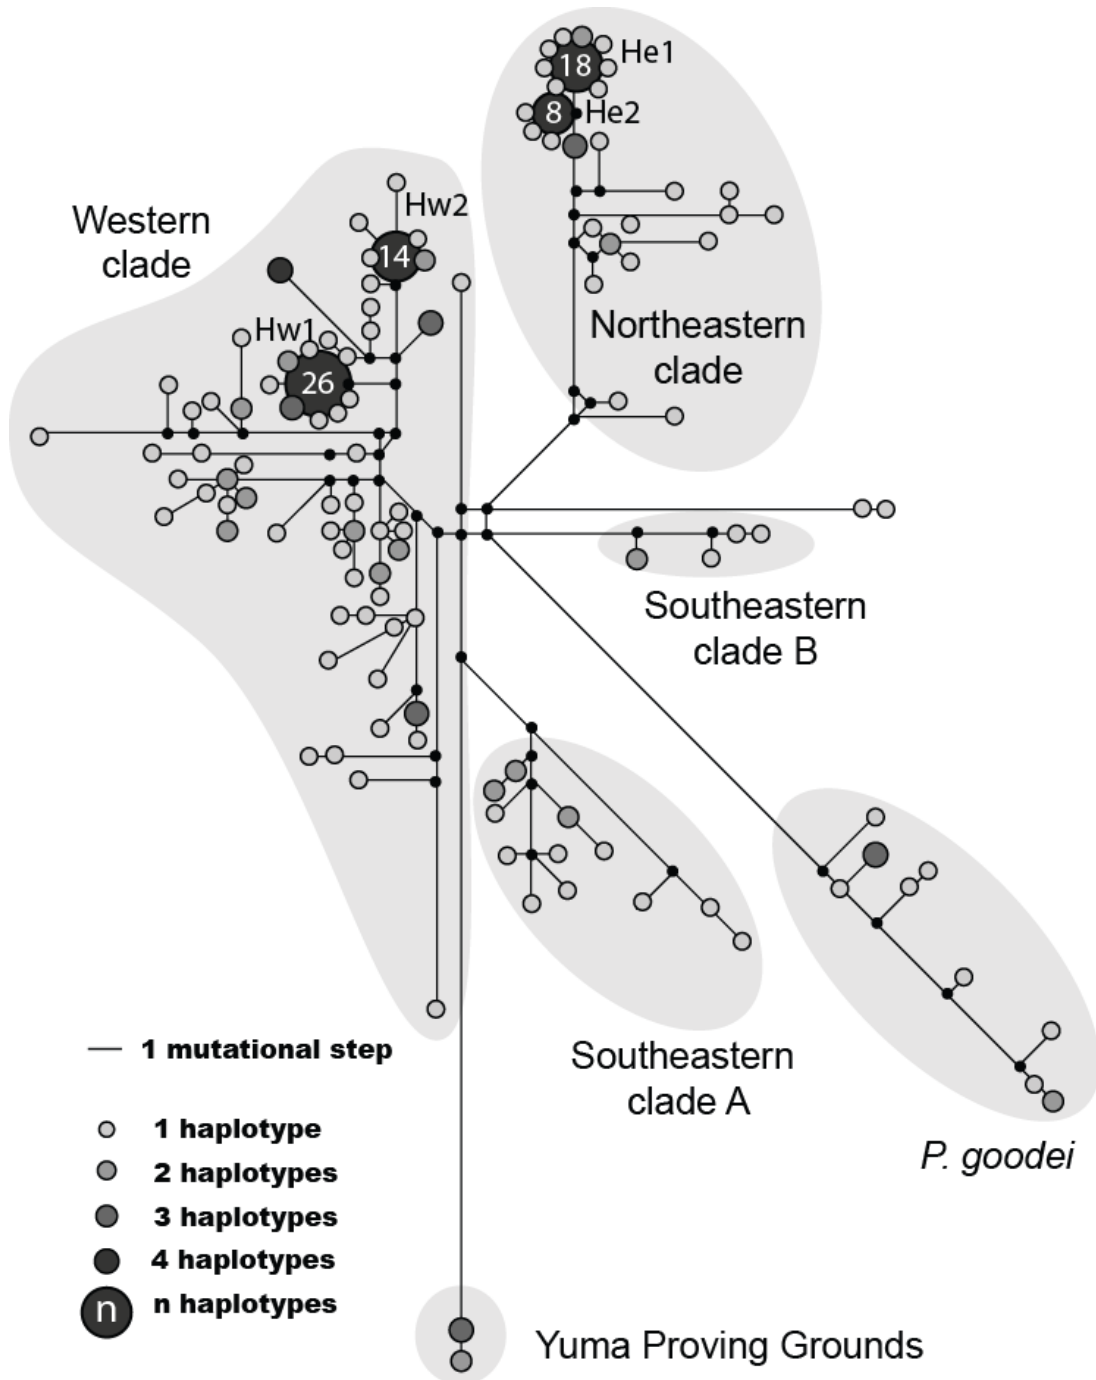 18
He1
8
He2
Western
clade
Hw2
14
Northeastern
clade
Hw1
26
Southeastern
clade B
Southeastern
clade A
P. goodei
1 mutational step
1 haplotype
2 haplotypes
3 haplotypes
4 haplotypes
n
n haplotypes
Yuma Proving Grounds